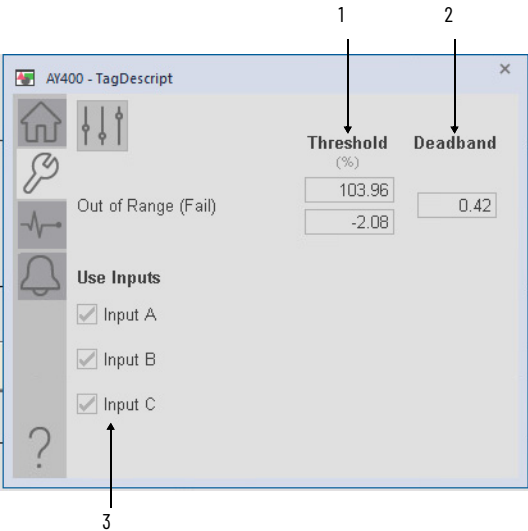 1 2
AY400 - TagDescript ×
Threshold Deadband
(%)
103.96
Out of Range (Fail) 0.42
-2.08
Use Inputs
Input A
Input B
Input C
?
3